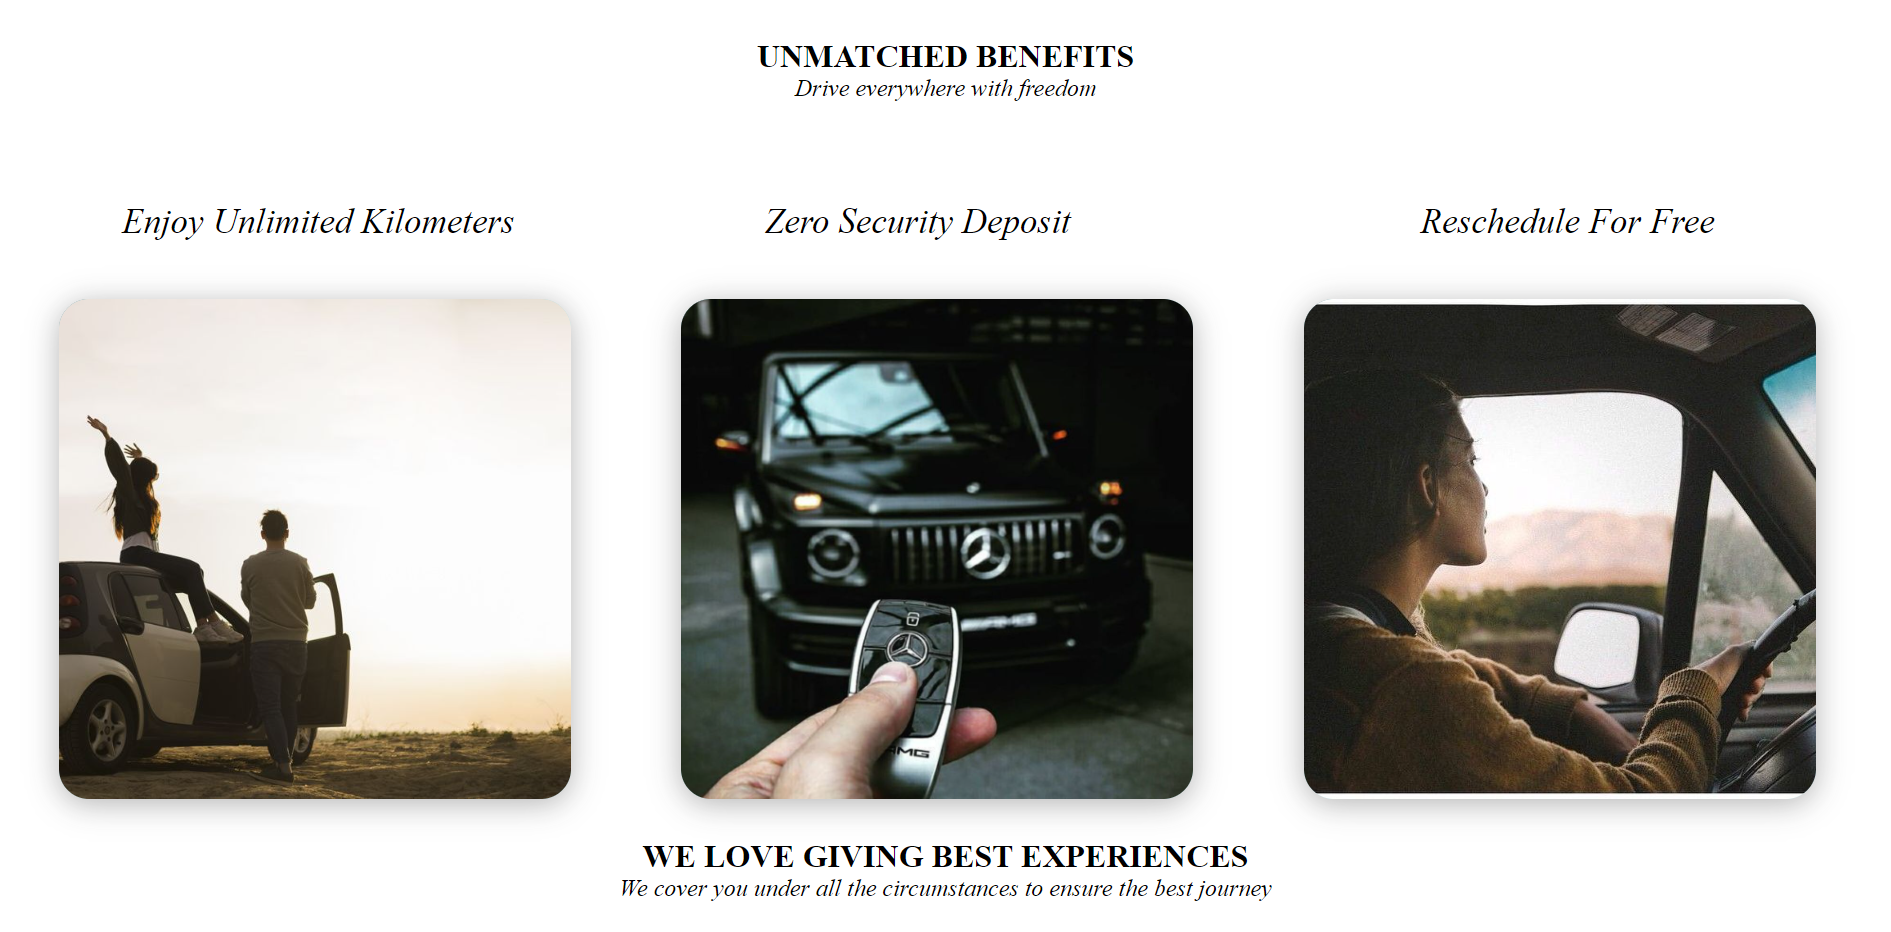 UNMATCHED BENEFITS
Drive everywhere with freedom
Enjoy Unlimited Kilometers
Zero Security Deposit
Reschedule For Free
AMG
WE LOVE GIVING BEST EXPERIENCES
We cover you under all the circumstances to ensure the best journey